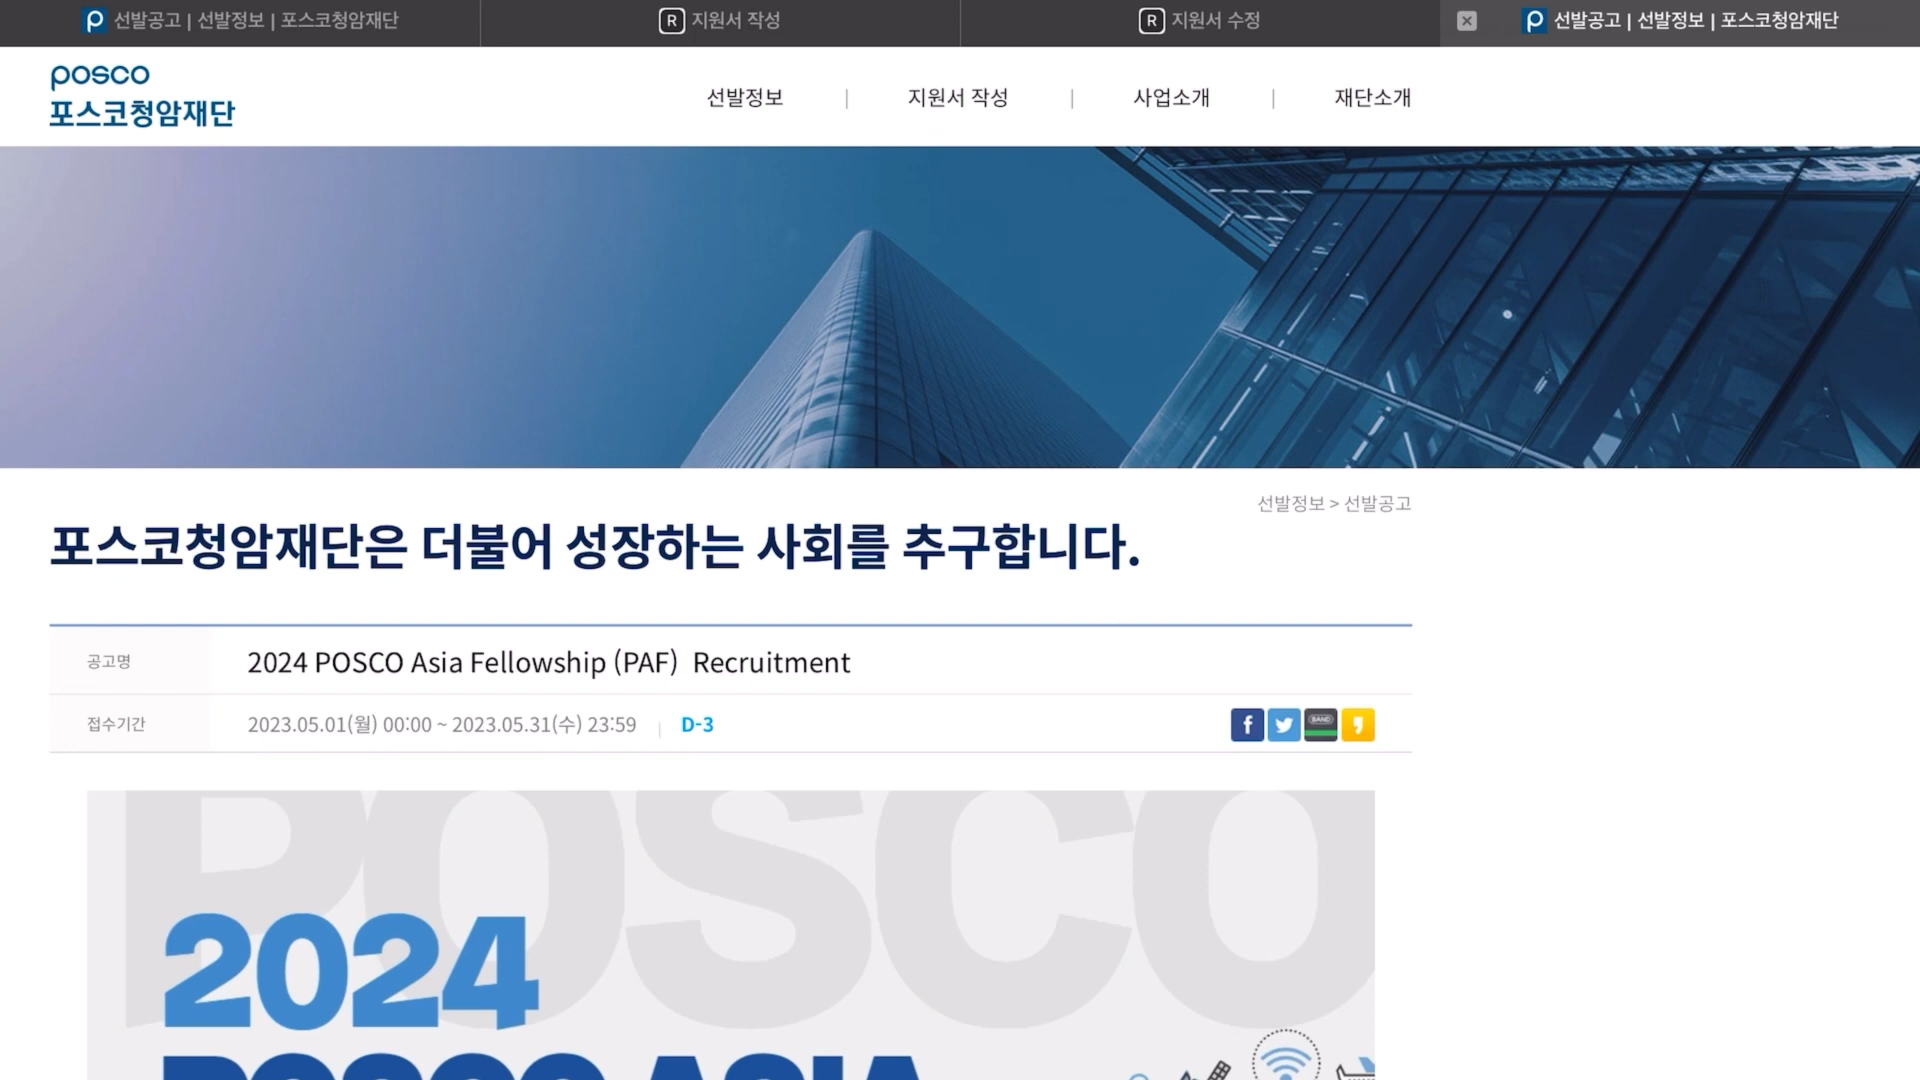 선발공고 | 선발정보 | 포스코청암재단
R 지원서 작성
R 지원서 수정
선발공고 | 선발정보 | 포스코청암재단
posco
포스코청암재단
선발정보 | 지원서 작성 | 사업소개 | 재단소개
선발정보 > 선발공고
포스코청암재단은 더불어 성장하는 사회를 추구합니다.
공고명 2024 POSCO Asia Fellowship (PAF) Recruitment
접수기간 2023.05.01(월) 00:00 ~ 2023.05.31(수) 23:59 | D-3
BAND
POSCO
2024
POSCO ASIA